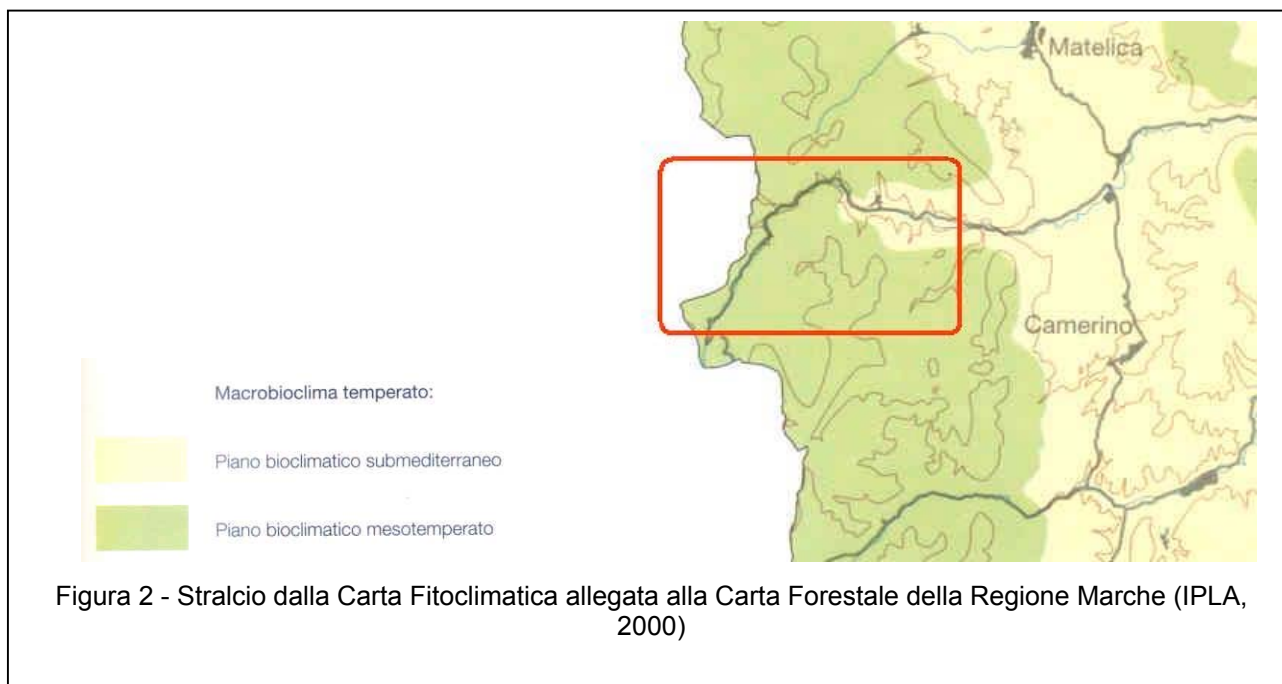 Matelica
Camerino
Macrobioclima temperato:
Piano bioclimatico submediterraneo
Piano bioclimatico mesotemperato
Figura 2 - Stralcio dalla Carta Fitoclimatica allegata alla Carta Forestale della Regione Marche (IPLA,
2000)